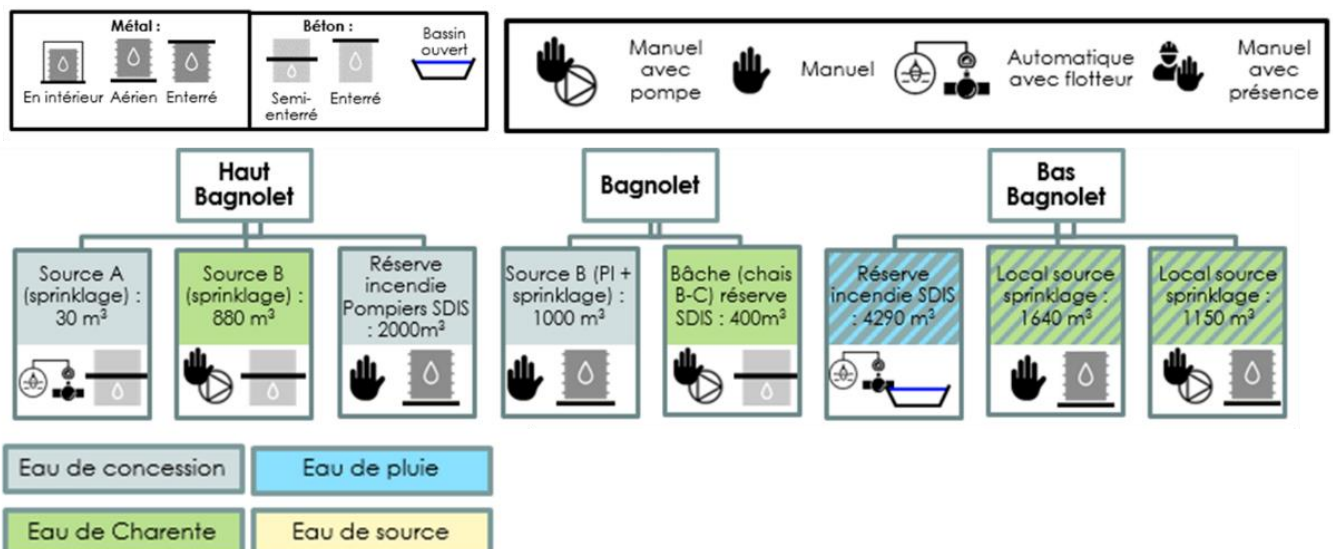 Métal :
En intérieur
Aérien
Enterré
Béton :
Semi-
enterré
Enterré
Bassin
ouvert
Manuel
avec
pompe
Manuel
Automatique
avec flotteur
Manuel
avec
présence
Haut
Bagnolet
Source A
(sprinklage) :
30 m³
Source B
(sprinklage) :
880 m³
Réserve
incendie
Pompiers SDIS
: 2000m³
Bagnolet
Source B (PI +
sprinklage) :
1000 m³
Bâche (chais
B-C) réserve
SDIS : 400m³
Bas
Bagnolet
Réserve
incendie SDIS
: 4290 m³
Local source
sprinklage :
1640 m³
Local source
sprinklage :
1150 m³
Eau de concession
Eau de pluie
Eau de Charente
Eau de source